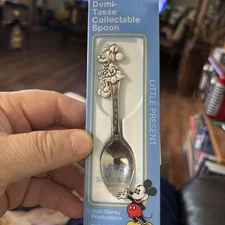 Demi-
Tasse
Collectable
Spoon
LITTLE PRESENT
Walt Disney
Productions